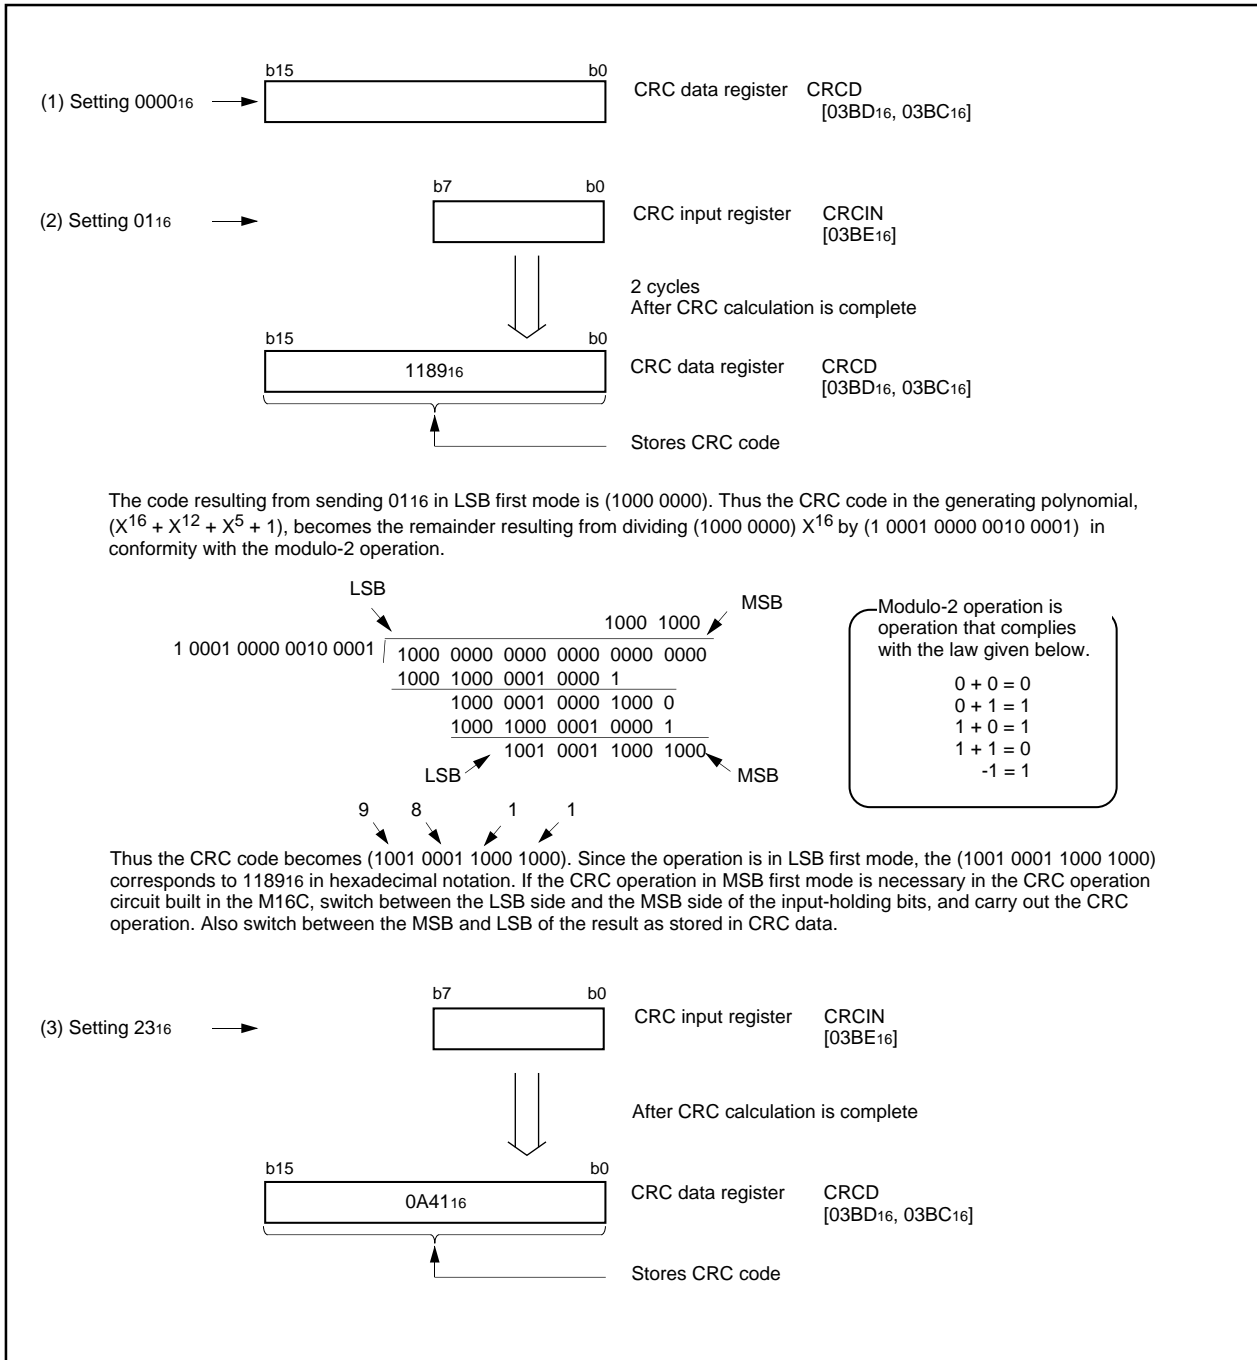 b15 b0
(1) Setting 000016
CRC data register CRCD
[03BD16, 03BC16]
b7 b0
(2) Setting 0116
CRC input register CRCIN
[03BE16]
2 cycles
After CRC calculation is complete
b15 b0
118916
CRC data register CRCD
[03BD16, 03BC16]
Stores CRC code
The code resulting from sending 0116 in LSB first mode is (1000 0000). Thus the CRC code in the generating polynomial,
(X16 + X12 + X5 + 1), becomes the remainder resulting from dividing (1000 0000) X16 by (1 0001 0000 0010 0001) in
conformity with the modulo-2 operation.
LSB
MSB
1000 1000
1 0001 0000 0010 0001
1000 0000 0000 0000 0000 0000
1000 1000 0001 0000 1
1000 0001 0000 1000 0
1000 1000 0001 0000 1
1001 0001 1000 1000
LSB
MSB
Modulo-2 operation is
operation that complies
with the law given below.
0 + 0 = 0
0 + 1 = 1
1 + 0 = 1
1 + 1 = 0
-1 = 1
9 8 1 1
Thus the CRC code becomes (1001 0001 1000 1000). Since the operation is in LSB first mode, the (1001 0001 1000 1000)
corresponds to 118916 in hexadecimal notation. If the CRC operation in MSB first mode is necessary in the CRC operation
circuit built in the M16C, switch between the LSB side and the MSB side of the input-holding bits, and carry out the CRC
operation. Also switch between the MSB and LSB of the result as stored in CRC data.
b7 b0
(3) Setting 2316
CRC input register CRCIN
[03BE16]
After CRC calculation is complete
b15 b0
0A4116
CRC data register CRCD
[03BD16, 03BC16]
Stores CRC code